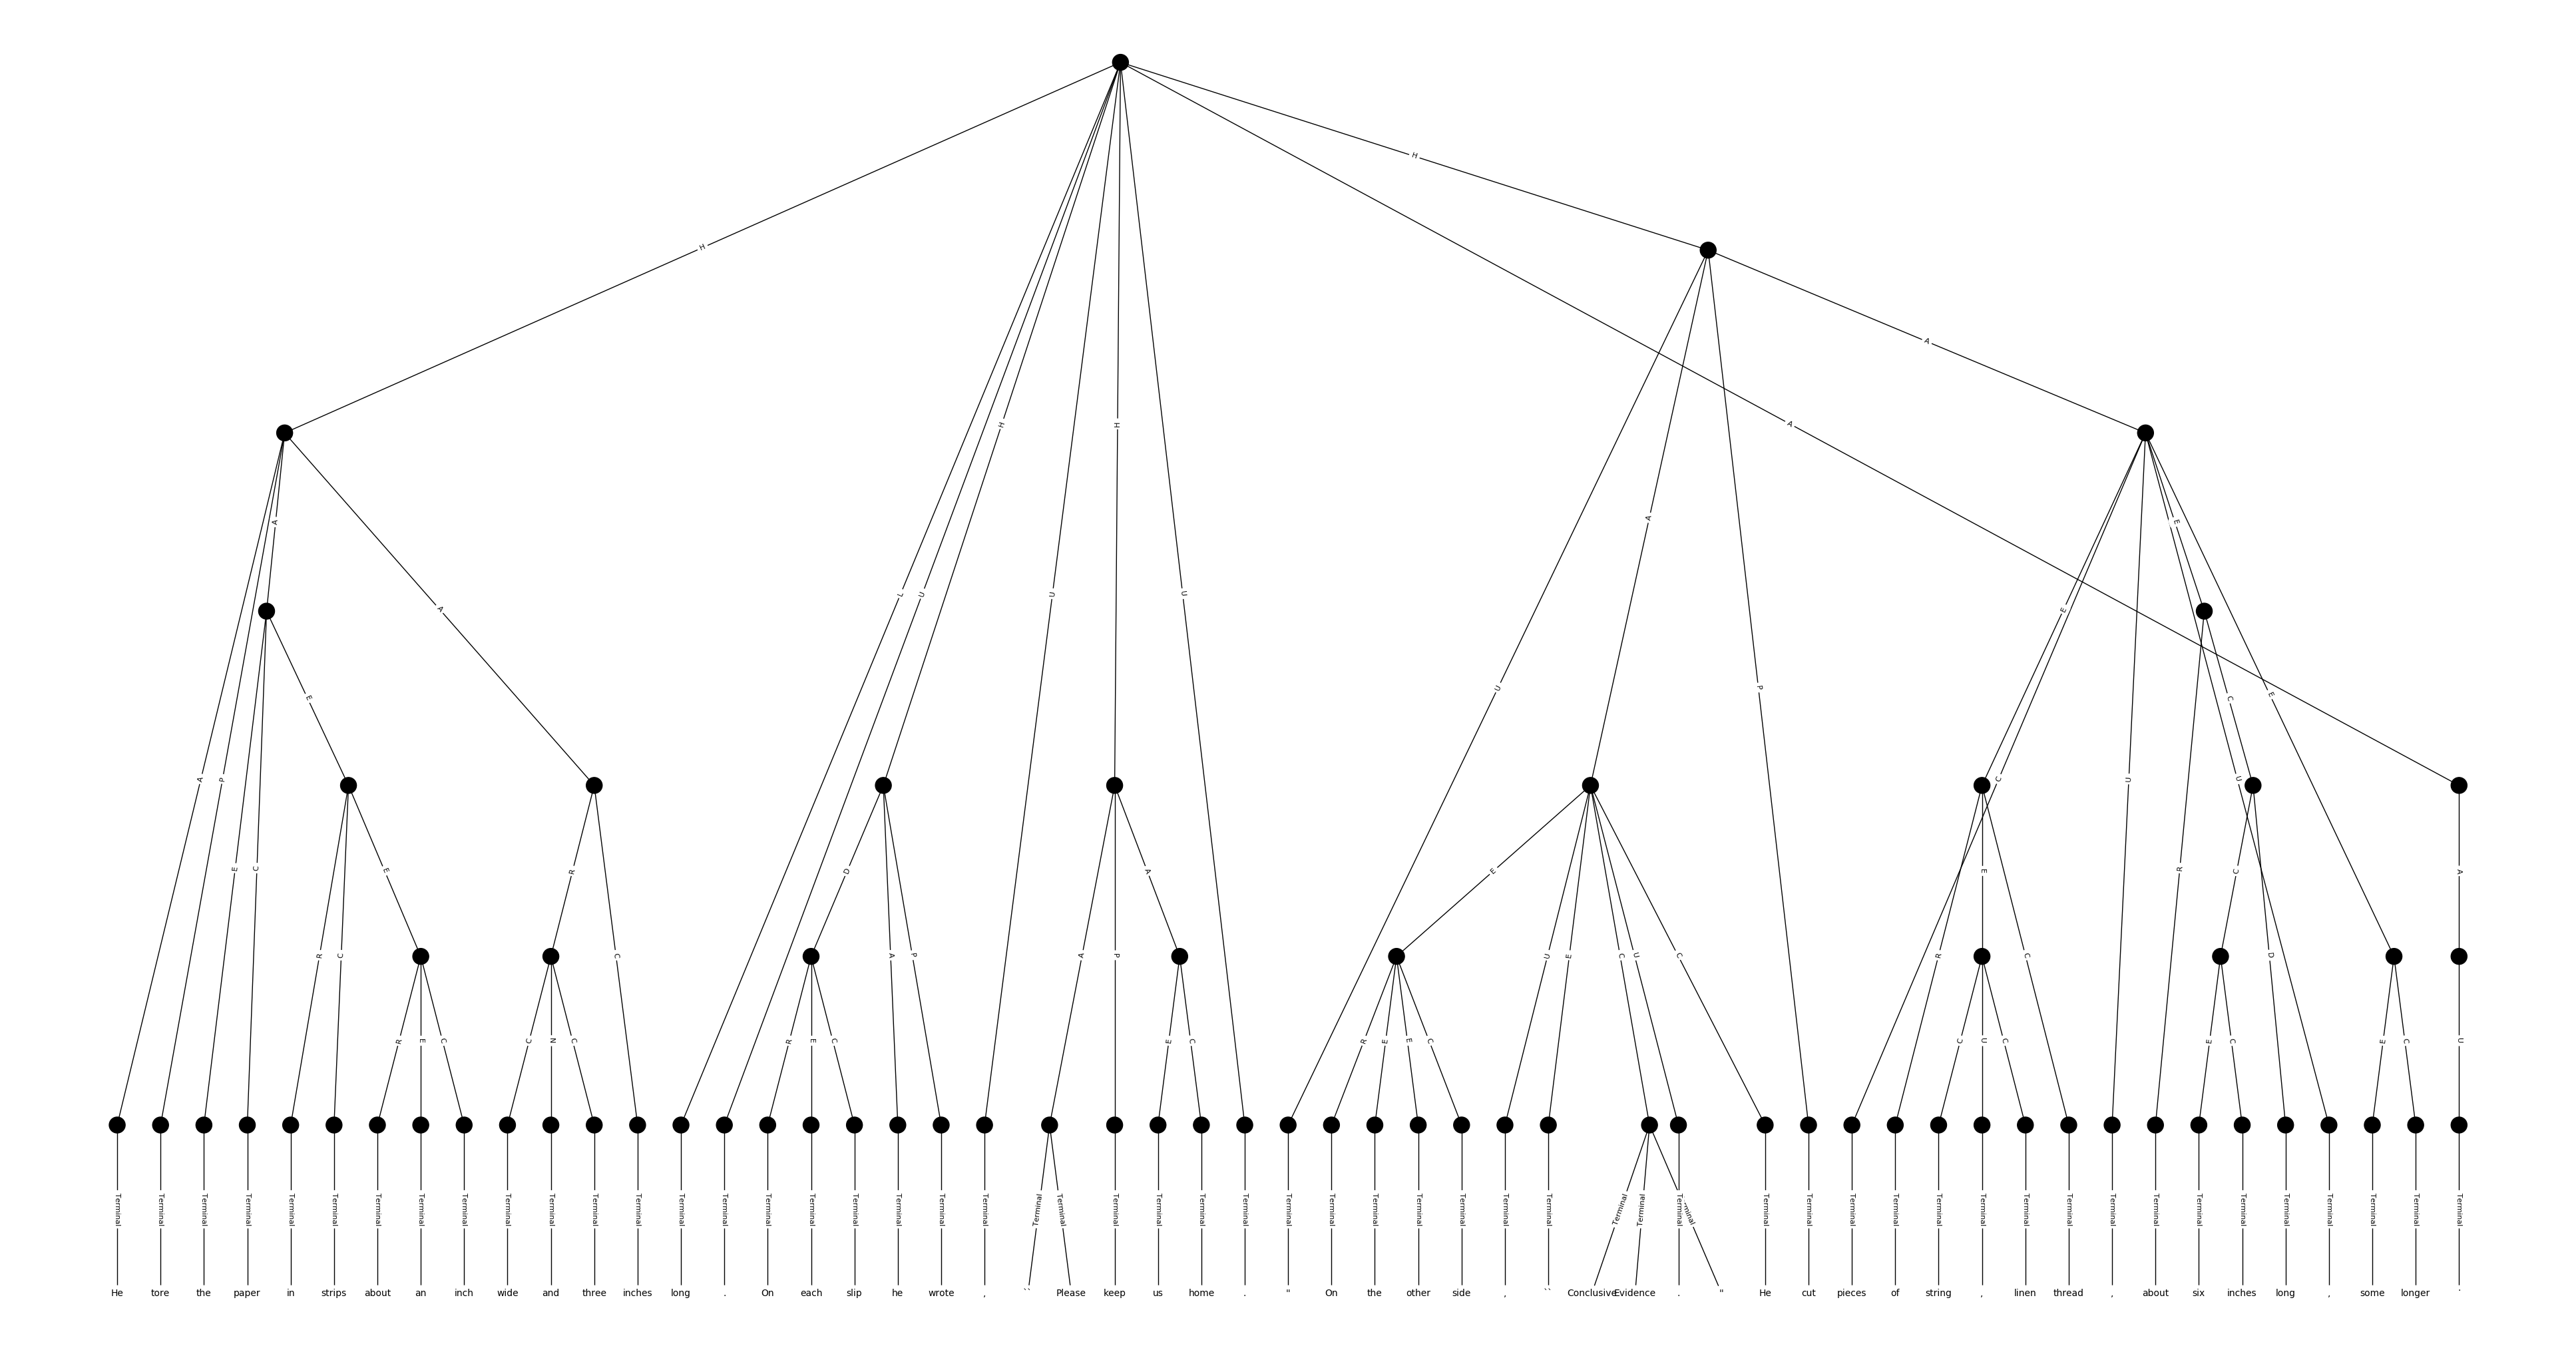 H
H
A
A
A
A
L
U
H
U
H
U
U
A
P
E
E
E
A
P
E
C
U
P
E
C
U
E
C
U
R
C
E
R
C
D
A
P
A
P
A
E
U
E
C
U
C
R
E
C
C
D
A
R
E
C
C
N
C
R
E
C
E
C
R
E
E
C
C
U
C
E
C
E
C
U
Terminal Terminal Terminal Terminal Terminal Terminal Terminal Terminal Terminal Terminal Terminal Terminal Terminal Terminal Terminal Terminal Terminal Terminal Terminal Terminal Terminal Terminal Terminal Terminal Terminal Terminal Terminal Terminal Terminal Terminal Terminal Terminal Terminal Terminal Terminal Terminal Terminal Terminal Terminal Terminal Terminal Terminal Terminal Terminal Terminal Terminal Terminal Terminal Terminal Terminal Terminal Terminal Terminal Terminal Terminal
He tore the paper in strips about an inch wide and three inches long . On each slip he wrote , `` Please keep us home . " On the other side , `` Conclusive Evidence . " He cut pieces of string , linen thread , about six inches long , some longer .